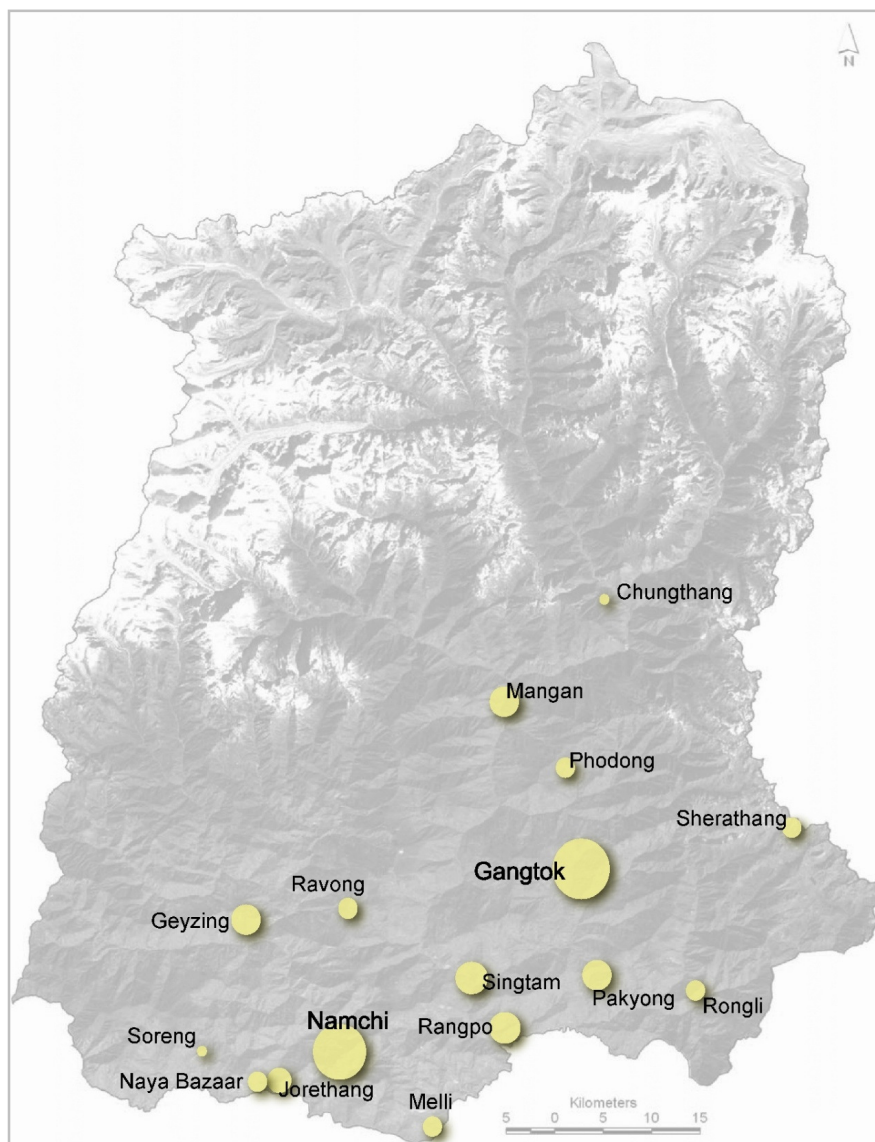 N
Chungthang
Mangan
Phodong
Sherathang
Gangtok
Ravong
Geyzing
Singtam
Pakyong
Rongli
Namchi
Rangpo
Soreng
Naya Bazaar
Jorethang
Melli
Kilometers
5 0 5 10 15